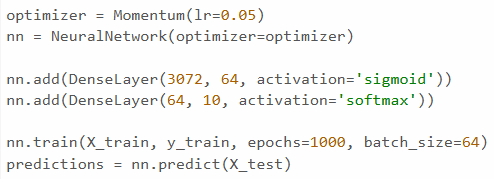 optimizer = Momentum(lr=0.05)
nn = NeuralNetwork(optimizer=optimizer)
nn.add(DenseLayer(3072, 64, activation='sigmoid'))
nn.add(DenseLayer(64, 10, activation='softmax'))
nn.train(X_train, y_train, epochs=1000, batch_size=64)
predictions = nn.predict(X_test)